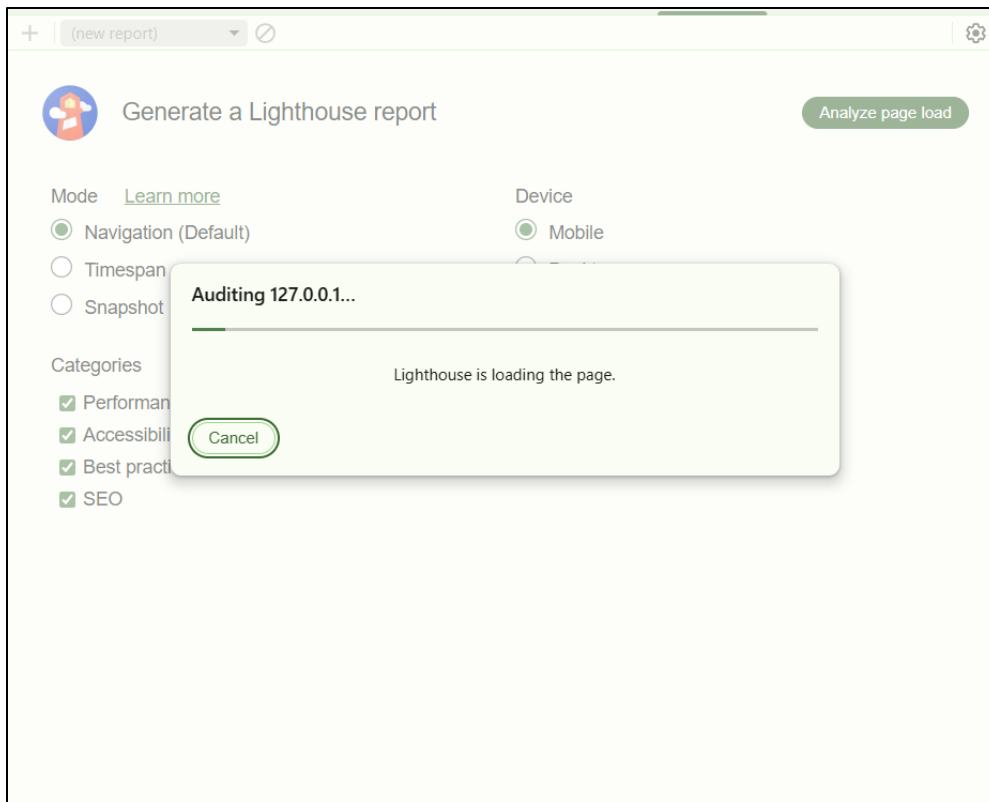 (new report)
Generate a Lighthouse report
Analyze page load
Mode Learn more
Device
Navigation (Default)
Mobile
Timespan
Snapshot
Auditing 127.0.0.1...
Lighthouse is loading the page.
Cancel
Categories
Performan
Accessibili
Best practi
SEO